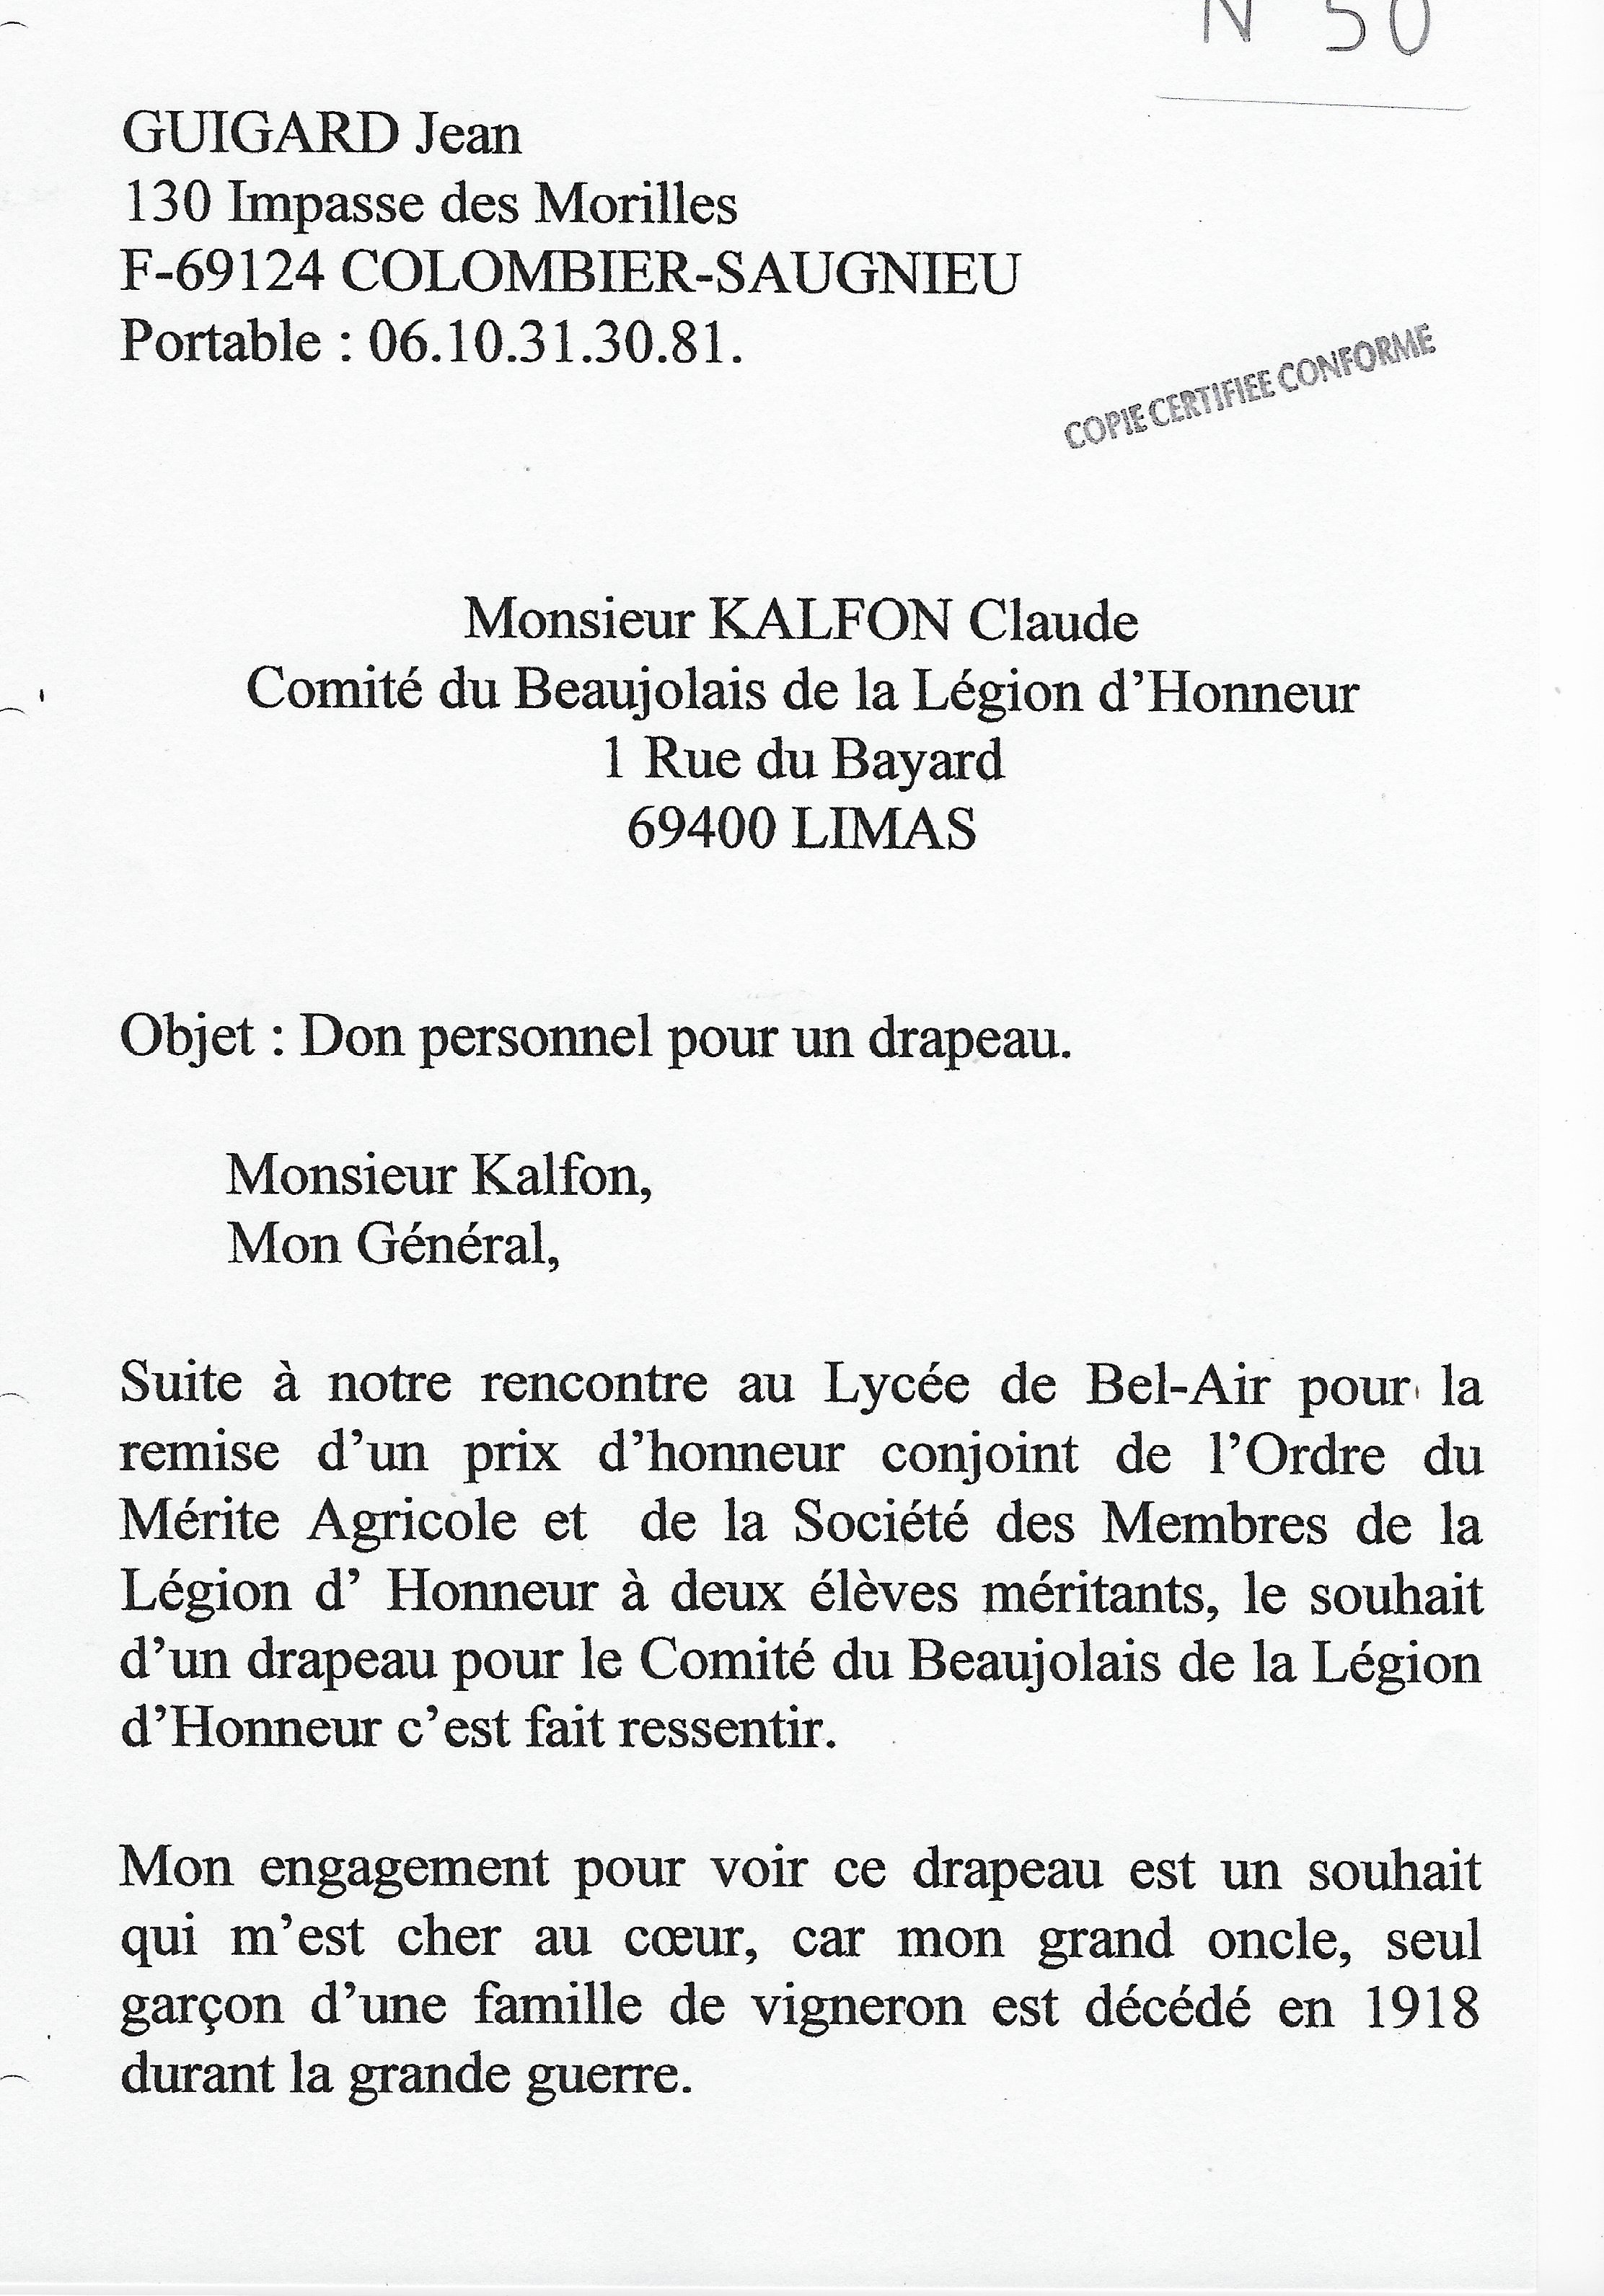 N 50
GUIGARD Jean
130 Impasse des Morilles
F-69124 COLOMBIER-SAUGNIEU
Portable : 06.10.31.30.81.
COPIE CERTIFIEE CONFORME
Monsieur KALFON Claude
Comité du Beaujolais de la Légion d’Honneur
1 Rue du Bayard
69400 LIMAS
Objet : Don personnel pour un drapeau.
Monsieur Kalfon,
Mon Général,
Suite à notre rencontre au Lycée de Bel-Air pour la
remise d’un prix d’honneur conjoint de l’Ordre du
Mérite Agricole et de la Société des Membres de la
Légion d’ Honneur à deux élèves méritants, le souhait
d’un drapeau pour le Comité du Beaujolais de la Légion
d’Honneur c’est fait ressentir.
Mon engagement pour voir ce drapeau est un souhait
qui m’est cher au cœur, car mon grand oncle, seul
garçon d’une famille de vigneron est décédé en 1918
durant la grande guerre.